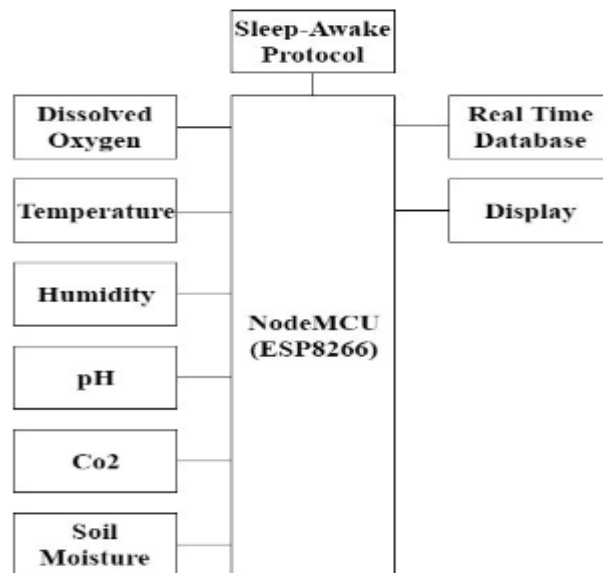 Sleep-Awake
Protocol
Dissolved
Oxygen
Temperature
Humidity
pH
Co2
Soil
Moisture
NodeMCU
(ESP8266)
Real Time
Database
Display